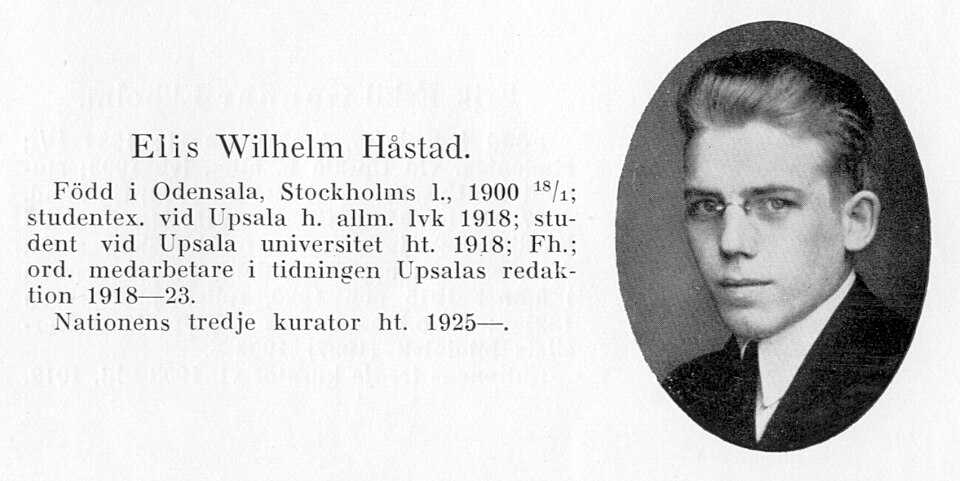 Elis Wilhelm Håstad.
Född i Odensala, Stockholms l., 1900 18/1;
studentex. vid Upsala h. allm. lvk 1918; stu-
dent vid Upsala universitet ht. 1918; Fh.;
ord. medarbetare i tidningen Upsalas redak-
tion 1918—23.
Nationens tredje kurator ht. 1925—.